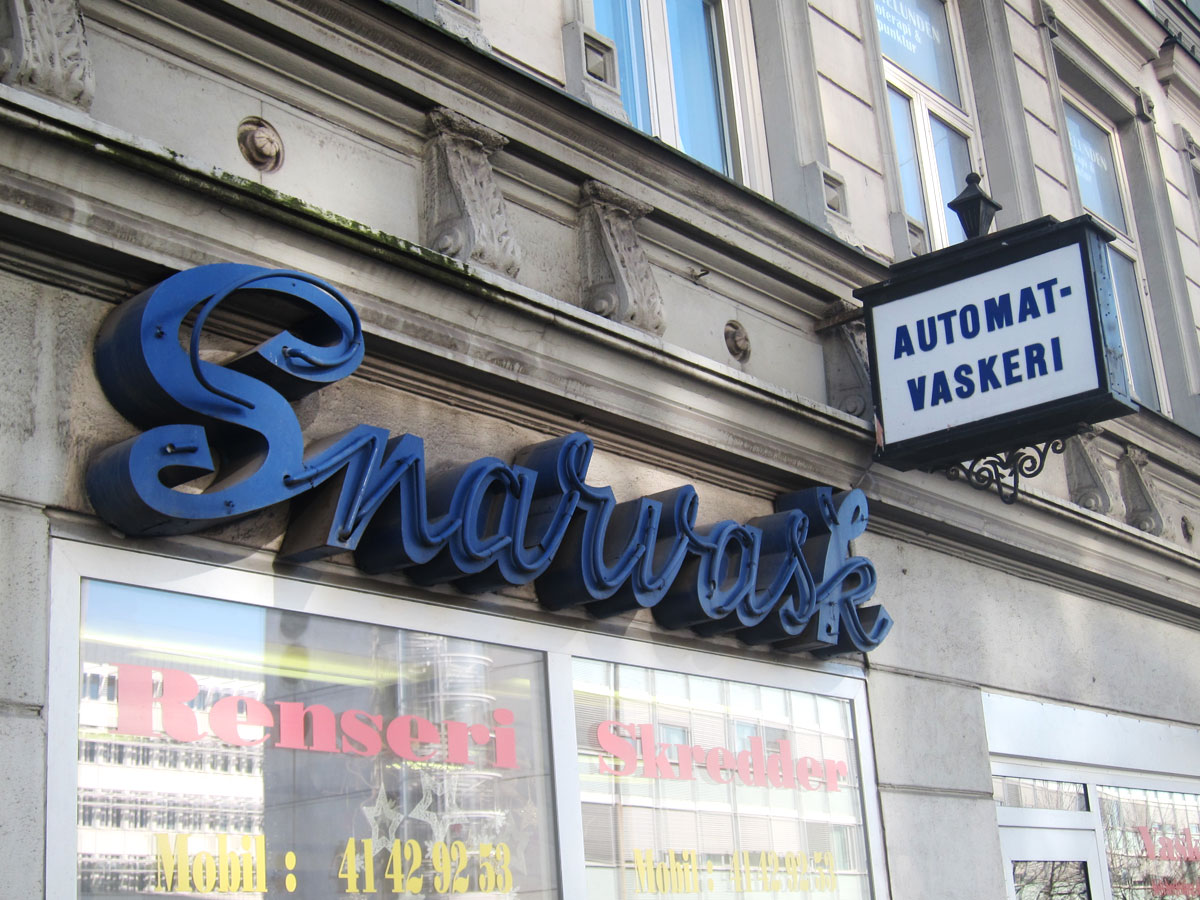 AUTOMAT-
VASKERI
Snarvask
Renseri
Skredder
Mobil : 41 42 92 53
Mobil : 41 42 92 53